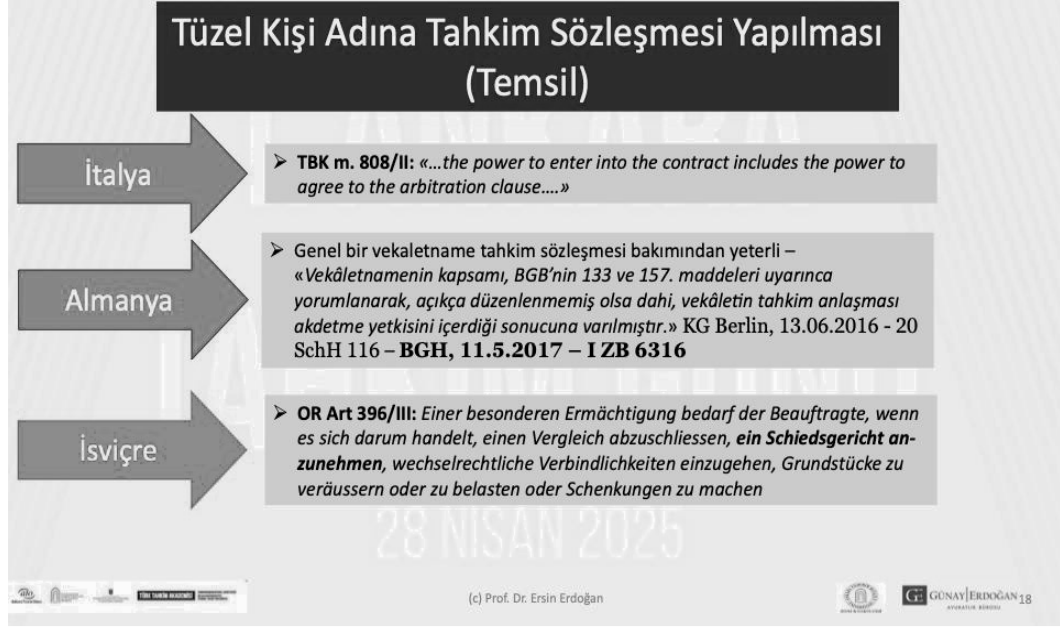 Tüzel Kişi Adına Tahkim Sözleşmesi Yapılması
(Temsil)
İtalya
➢ TBK m. 808/II: «...the power to enter into the contract includes the power to
agree to the arbitration clause....»
Almanya
➢ Genel bir vekaletname tahkim sözleşmesi bakımından yeterli –
«Vekâletnamenin kapsamı, BGB'nin 133 ve 157. maddeleri uyarınca
yorumlanarak, açıkça düzenlenmemiş olsa dahi, vekâletin tahkim anlaşması
akdetme yetkisini içerdiği sonucuna varılmıştır.» KG Berlin, 13.06.2016 - 20
SchH 116 – BGH, 11.5.2017 – I ZB 6316
İsviçre
➢ OR Art 396/III: Einer besonderen Ermächtigung bedarf der Beauftragte, wenn
es sich darum handelt, einen Vergleich abzuschliessen, ein Schiedsgericht an-
zunehmen, wechselrechtliche Verbindlichkeiten einzugehen, Grundstücke zu
veräussern oder zu belasten oder Schenkungen zu machen
28 NİSAN 2025
(c) Prof. Dr. Ersin Erdoğan
GÜNAY|ERDOĞAN
AVUKATLIK BÜROSU
18